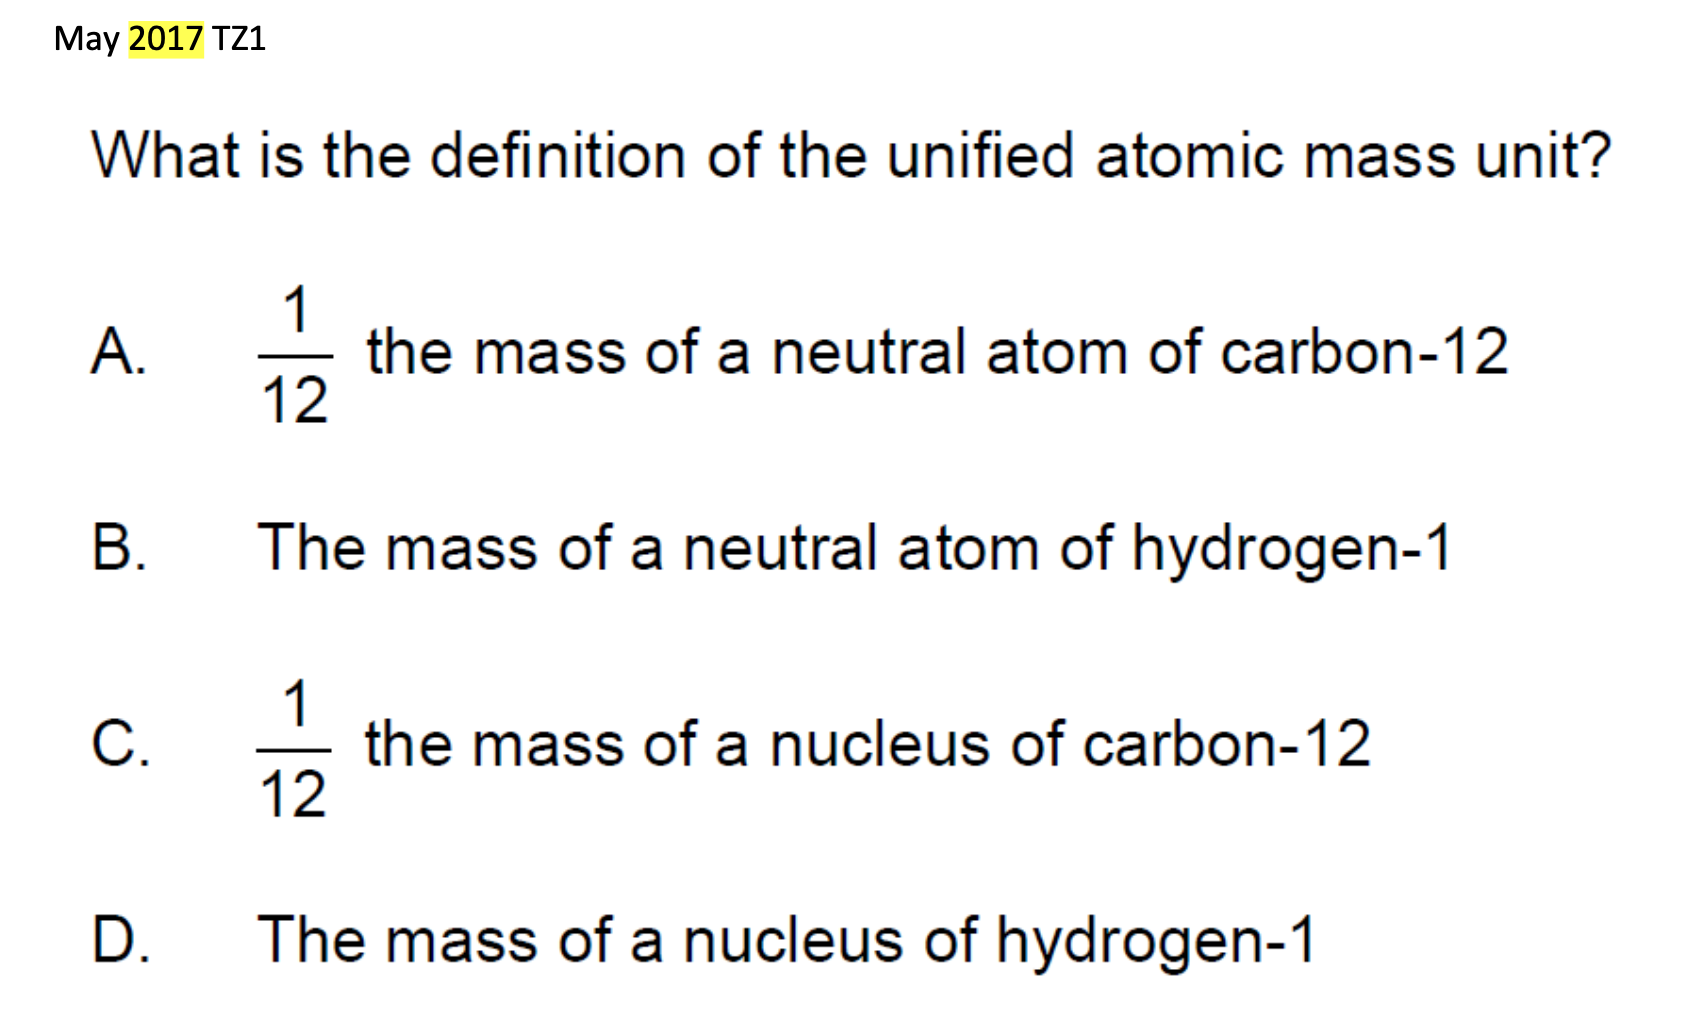 May 2017 TZ1
What is the definition of the unified atomic mass unit?
A. 1/12 the mass of a neutral atom of carbon-12
B. The mass of a neutral atom of hydrogen-1
C. 1/12 the mass of a nucleus of carbon-12
D. The mass of a nucleus of hydrogen-1